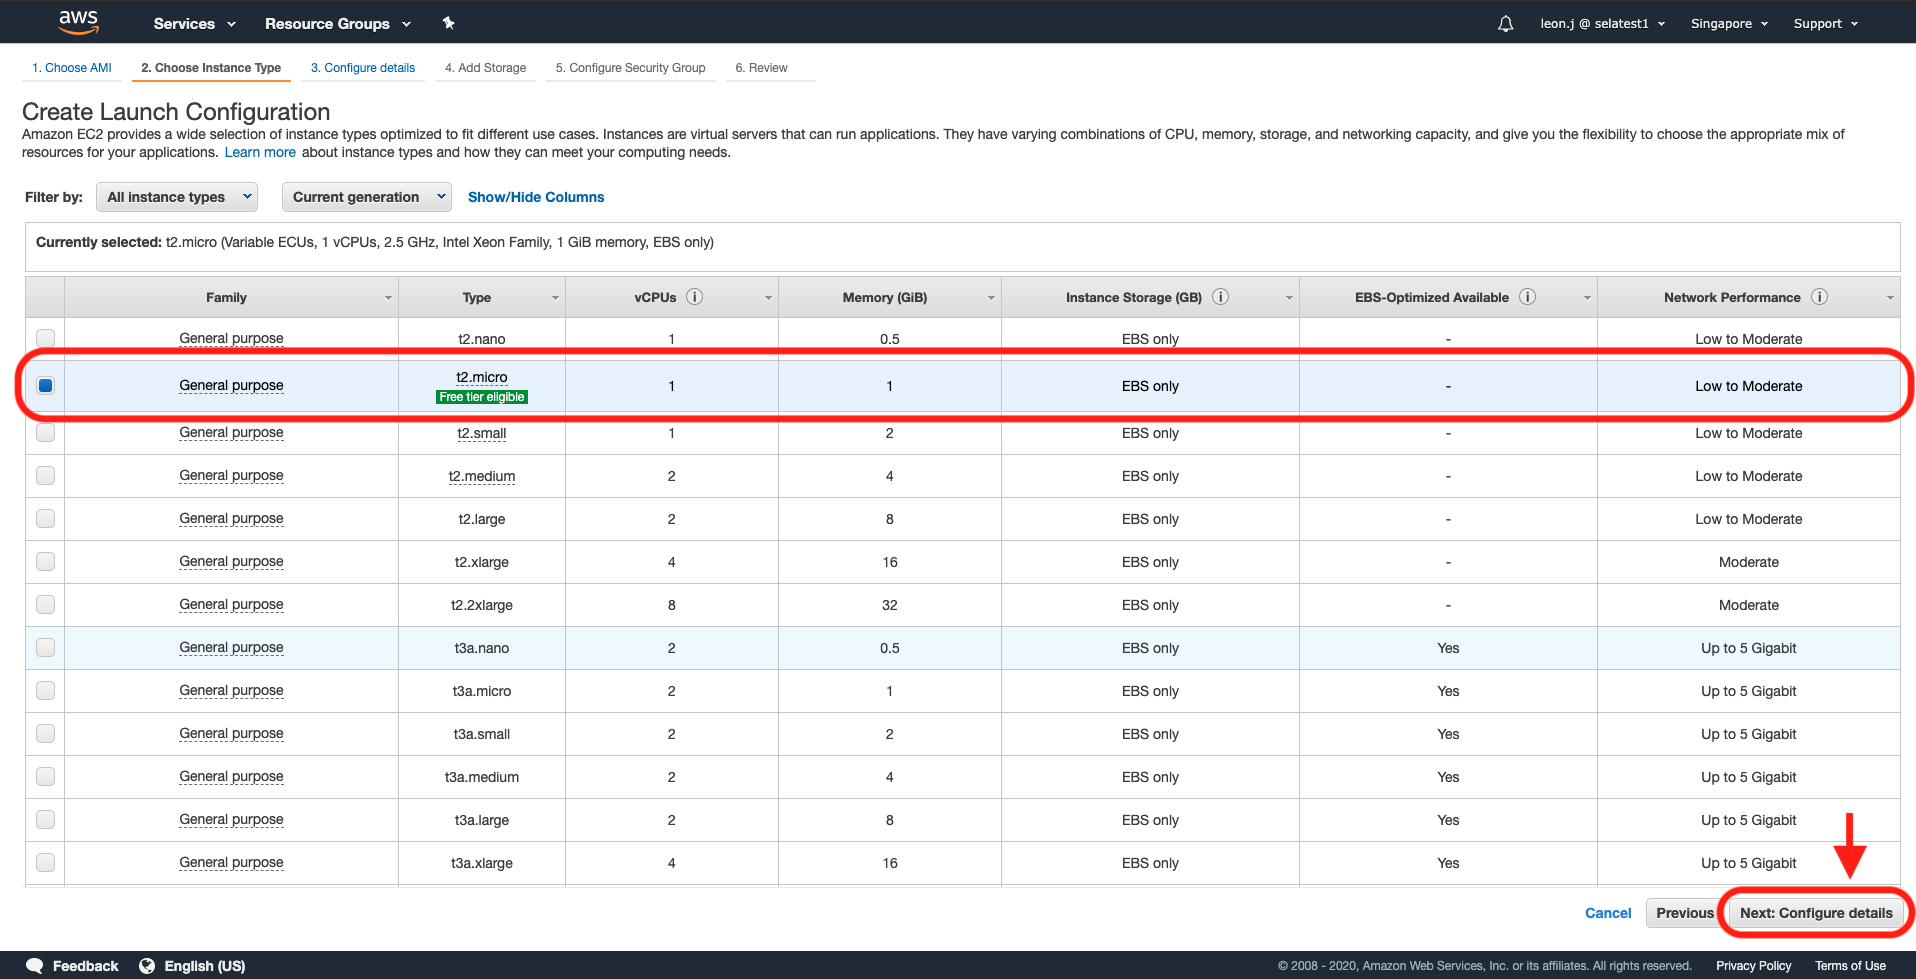 aws Services Resource Groups leon.j @ selatest1 Singapore Support
1. Choose AMI 2. Choose Instance Type 3. Configure details 4. Add Storage 5. Configure Security Group 6. Review
Create Launch Configuration
Amazon EC2 provides a wide selection of instance types optimized to fit different use cases. Instances are virtual servers that can run applications. They have varying combinations of CPU, memory, storage, and networking capacity, and give you the flexibility to choose the appropriate mix of
resources for your applications. Learn more about instance types and how they can meet your computing needs.
Filter by: All instance types Current generation Show/Hide Columns
Currently selected: t2.micro (Variable ECUs, 1 vCPUs, 2.5 GHz, Intel Xeon Family, 1 GiB memory, EBS only)
Family Type vCPUs i Memory (GiB) Instance Storage (GB) i EBS-Optimized Available i Network Performance i
General purpose t2.nano 1 0.5 EBS only - Low to Moderate
General purpose t2.micro 1 1 EBS only - Low to Moderate
Free tier eligible
General purpose t2.small 1 2 EBS only - Low to Moderate
General purpose t2.medium 2 4 EBS only - Low to Moderate
General purpose t2.large 2 8 EBS only - Low to Moderate
General purpose t2.xlarge 4 16 EBS only - Moderate
General purpose t2.2xlarge 8 32 EBS only - Moderate
General purpose t3a.nano 2 0.5 EBS only Yes Up to 5 Gigabit
General purpose t3a.micro 2 1 EBS only Yes Up to 5 Gigabit
General purpose t3a.small 2 2 EBS only Yes Up to 5 Gigabit
General purpose t3a.medium 2 4 EBS only Yes Up to 5 Gigabit
General purpose t3a.large 2 8 EBS only Yes Up to 5 Gigabit
General purpose t3a.xlarge 4 16 EBS only Yes Up to 5 Gigabit
Cancel Previous Next: Configure details
Feedback English (US) © 2008 - 2020, Amazon Web Services, Inc. or its affiliates. All rights reserved. Privacy Policy Terms of Use